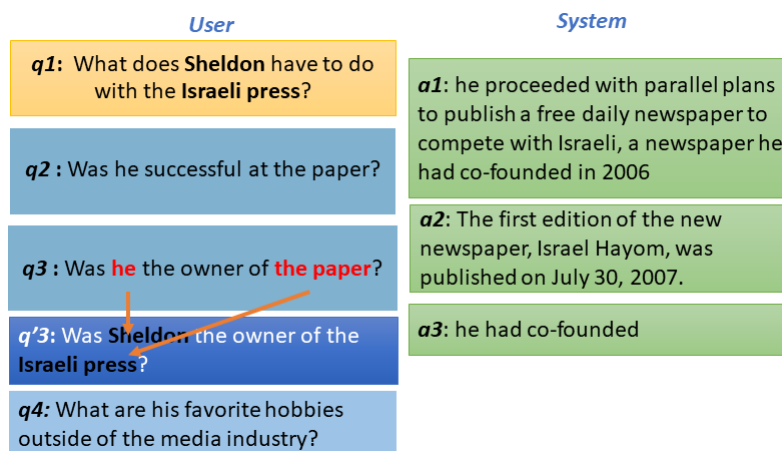 User
q1: What does Sheldon have to do
with the Israeli press?
q2 : Was he successful at the paper?
q3 : Was he the owner of the paper?
q'3: Was Sheldon the owner of the
Israeli press?
q4: What are his favorite hobbies
outside of the media industry?
System
a1: he proceeded with parallel plans
to publish a free daily newspaper to
compete with Israeli, a newspaper he
had co-founded in 2006
a2: The first edition of the new
newspaper, Israel Hayom, was
published on July 30, 2007.
a3: he had co-founded